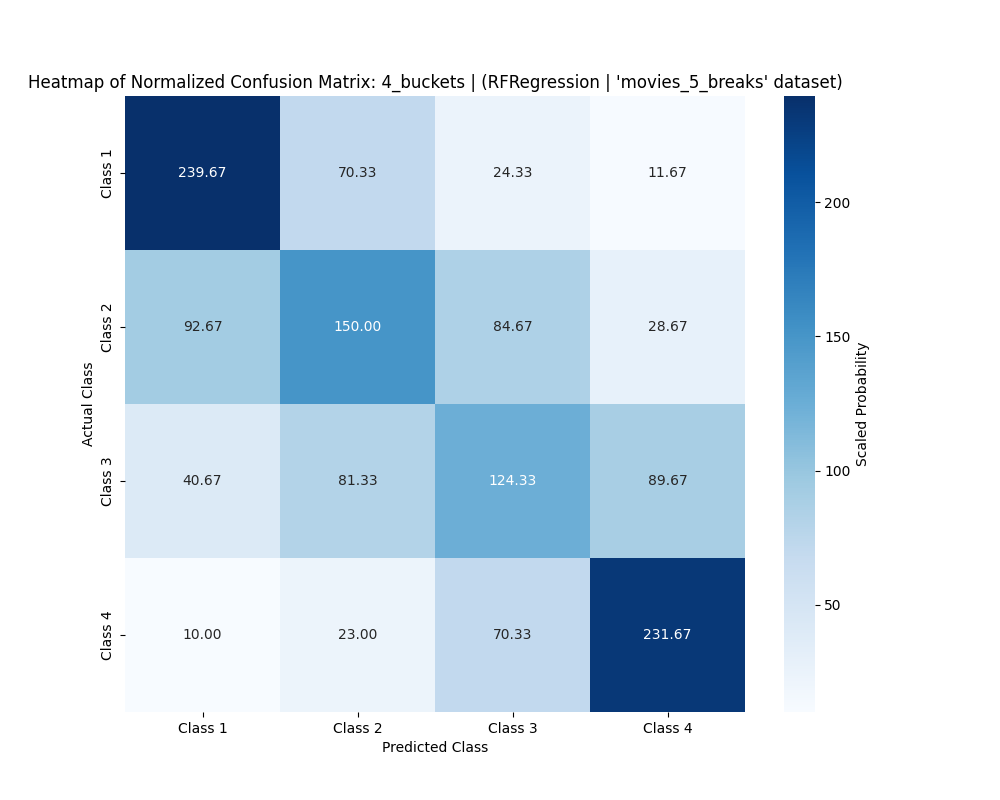 Heatmap of Normalized Confusion Matrix: 4_buckets | (RFRegression | 'movies_5_breaks' dataset)
Actual Class
Class 1
239.67 70.33 24.33 11.67
Class 2
92.67 150.00 84.67 28.67
Class 3
40.67 81.33 124.33 89.67
Class 4
10.00 23.00 70.33 231.67
Class 1 Class 2 Class 3 Class 4
Predicted Class
200
150
100
50
Scaled Probability